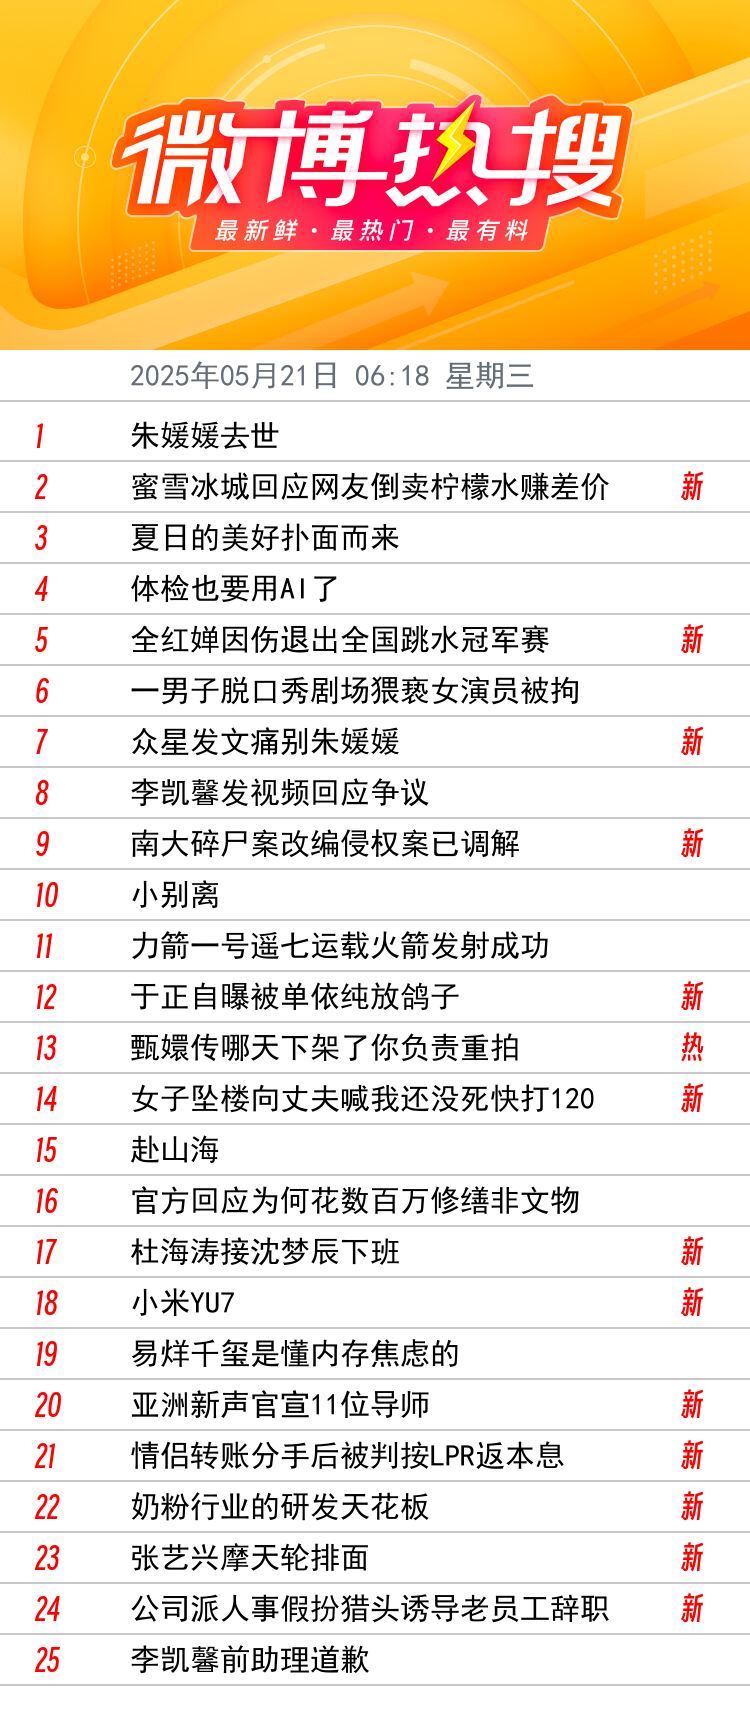 微博热搜
最新鲜·最热门·最有料
2025年05月21日 06:18 星期三
1 朱媛媛去世
2 蜜雪冰城回应网友倒卖柠檬水赚差价 新
3 夏日的美好扑面而来
4 体检也要用AI了
5 全红婵因伤退出全国跳水冠军赛 新
6 一男子脱口秀剧场猥亵女演员被拘
7 众星发文痛别朱媛媛 新
8 李凯馨发视频回应争议
9 南大碎尸案改编侵权案已调解 新
10 小别离
11 力箭一号遥七运载火箭发射成功
12 于正自曝被单依纯放鸽子 新
13 甄嬛传哪天下架了你负责重拍 热
14 女子坠楼向丈夫喊我还没死快打120 新
15 赴山海
16 官方回应为何花数百万修缮非文物
17 杜海涛接沈梦辰下班 新
18 小米YU7 新
19 易烊千玺是懂内存焦虑的
20 亚洲新声官宣11位导师 新
21 情侣转账分手后被判按LPR返本息 新
22 奶粉行业的研发天花板 新
23 张艺兴摩天轮排面 新
24 公司派人事假扮猎头诱导老员工辞职 新
25 李凯馨前助理道歉